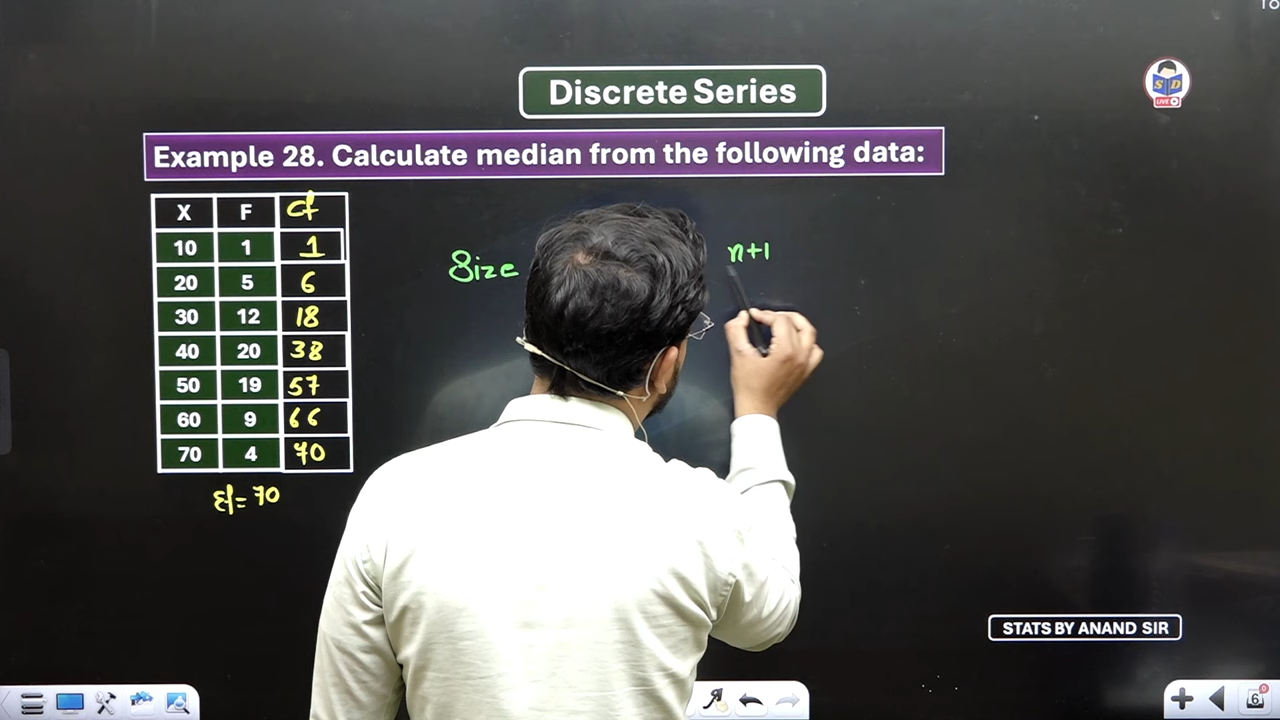 Discrete Series
S D
LIVE
Example 28. Calculate median from the following data:
X F Cf
10 1 1
20 5 6
30 12 18
40 20 38
50 19 57
60 9 66
70 4 70
Σf = 70
Size
n+1
STATS BY ANAND SIR
6